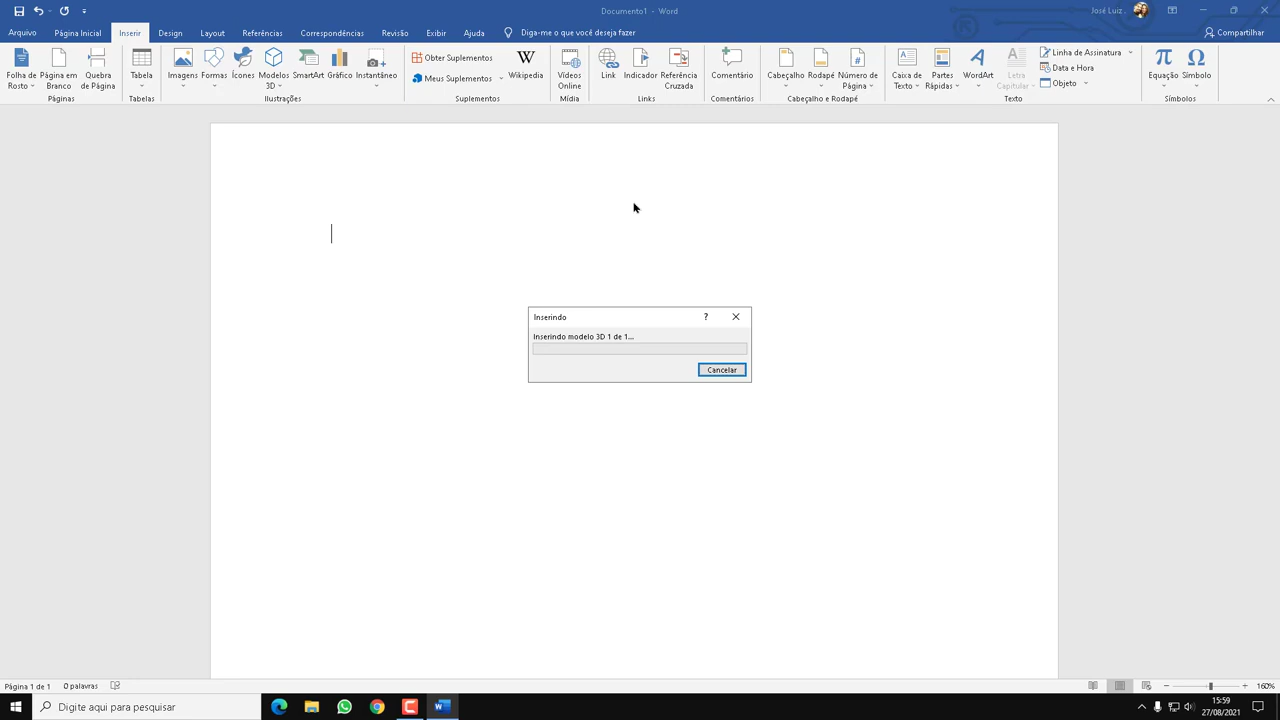 Documento1 - Word
José Luiz .
Arquivo Página Inicial Inserir Design Layout Referências Correspondências Revisão Exibir Ajuda Diga-me o que você deseja fazer Compartilhar
Folha de Rosto
Página em Branco
Quebra de Página
Páginas
Tabela
Tabelas
Imagens
Formas
Ícones
Modelos 3D
SmartArt
Gráfico
Instantâneo
Ilustrações
Obter Suplementos
Meus Suplementos
Wikipedia
Suplementos
Vídeos Online
Mídia
Link
Indicador
Referência Cruzada
Links
Comentário
Comentários
Cabeçalho
Rodapé
Número de Página
Cabeçalho e Rodapé
Caixa de Texto
Partes Rápidas
WordArt
Letra Capitular
Linha de Assinatura
Data e Hora
Objeto
Texto
Equação
Símbolo
Símbolos
Inserindo
Inserindo modelo 3D 1 de 1...
Cancelar
Página 1 de 1 0 palavras 160%
Digite aqui para pesquisar
15:59
27/08/2021